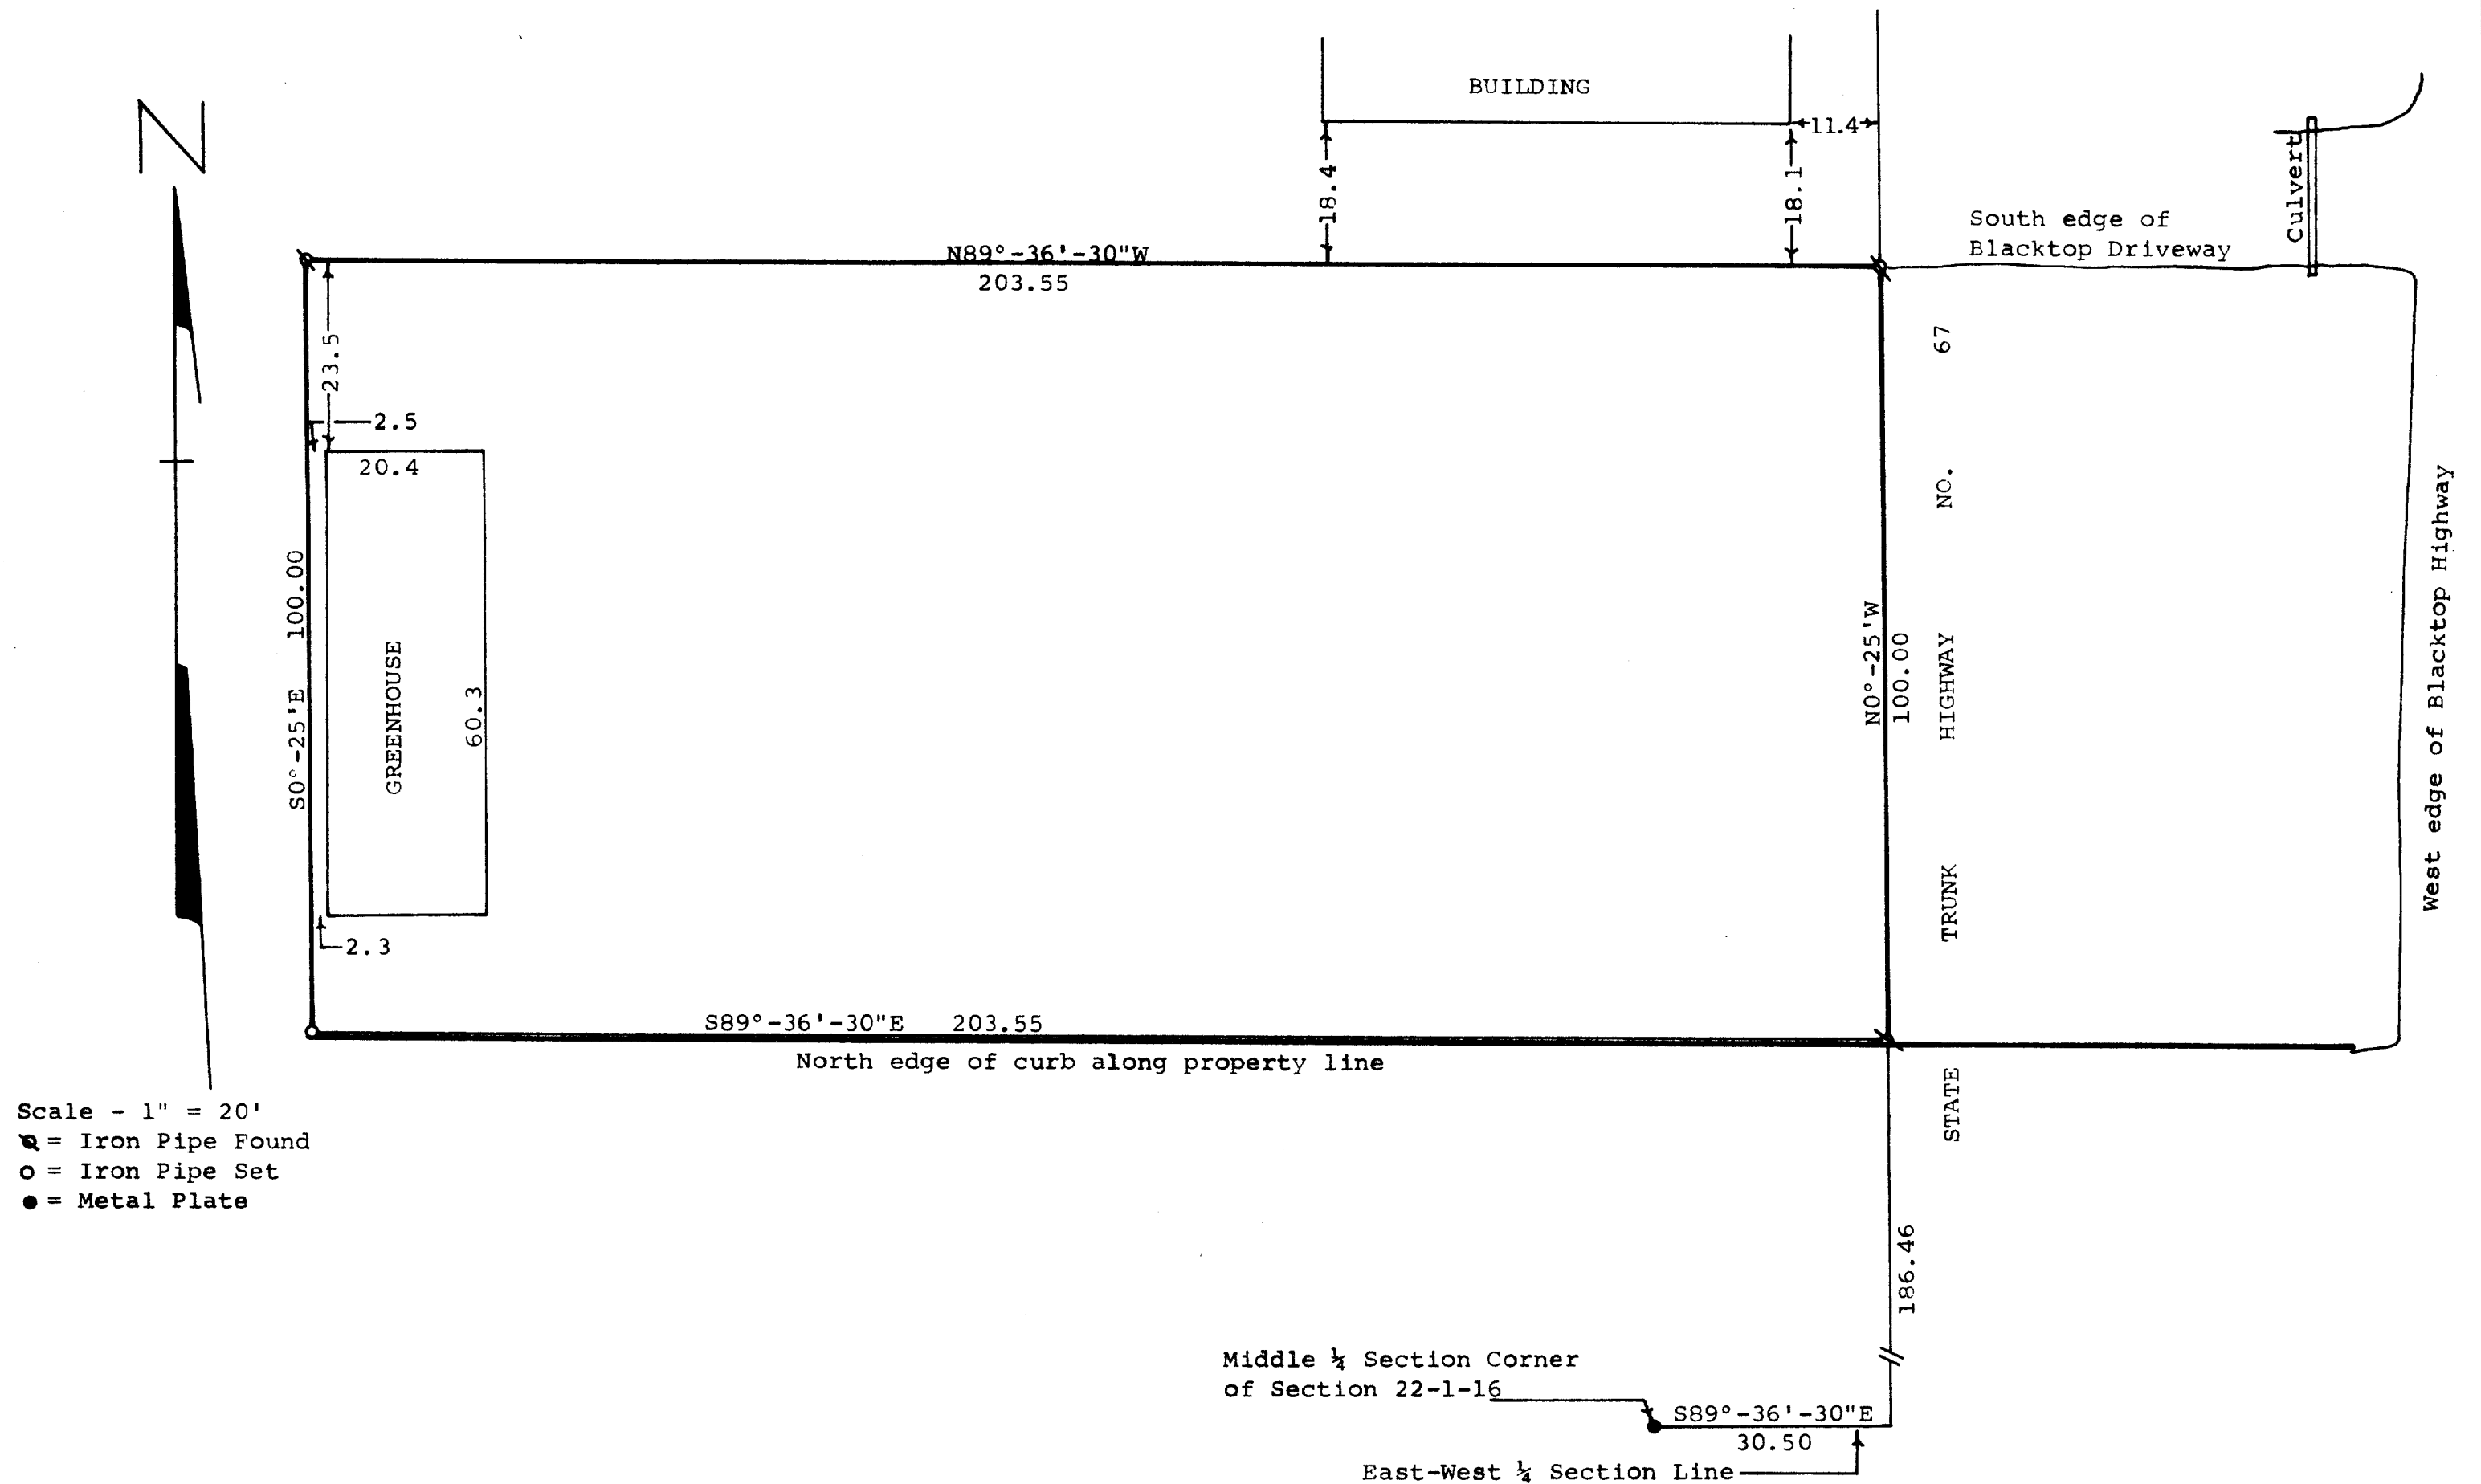 N
BUILDING
11.4
18.4
18.1
Culvert
South edge of
Blacktop Driveway
N89°-36'-30"W
203.55
23.5
2.5
20.4
GREENHOUSE
60.3
S0°-25'E 100.00
2.3
N0°-25'W
100.00
STATE TRUNK HIGHWAY NO. 67
West edge of Blacktop Highway
S89°-36'-30"E 203.55
North edge of curb along property line
Scale - 1" = 20'
= Iron Pipe Found
= Iron Pipe Set
= Metal Plate
186.46
Middle ¼ Section Corner
of Section 22-1-16
S89°-36'-30"E
30.50
East-West ¼ Section Line